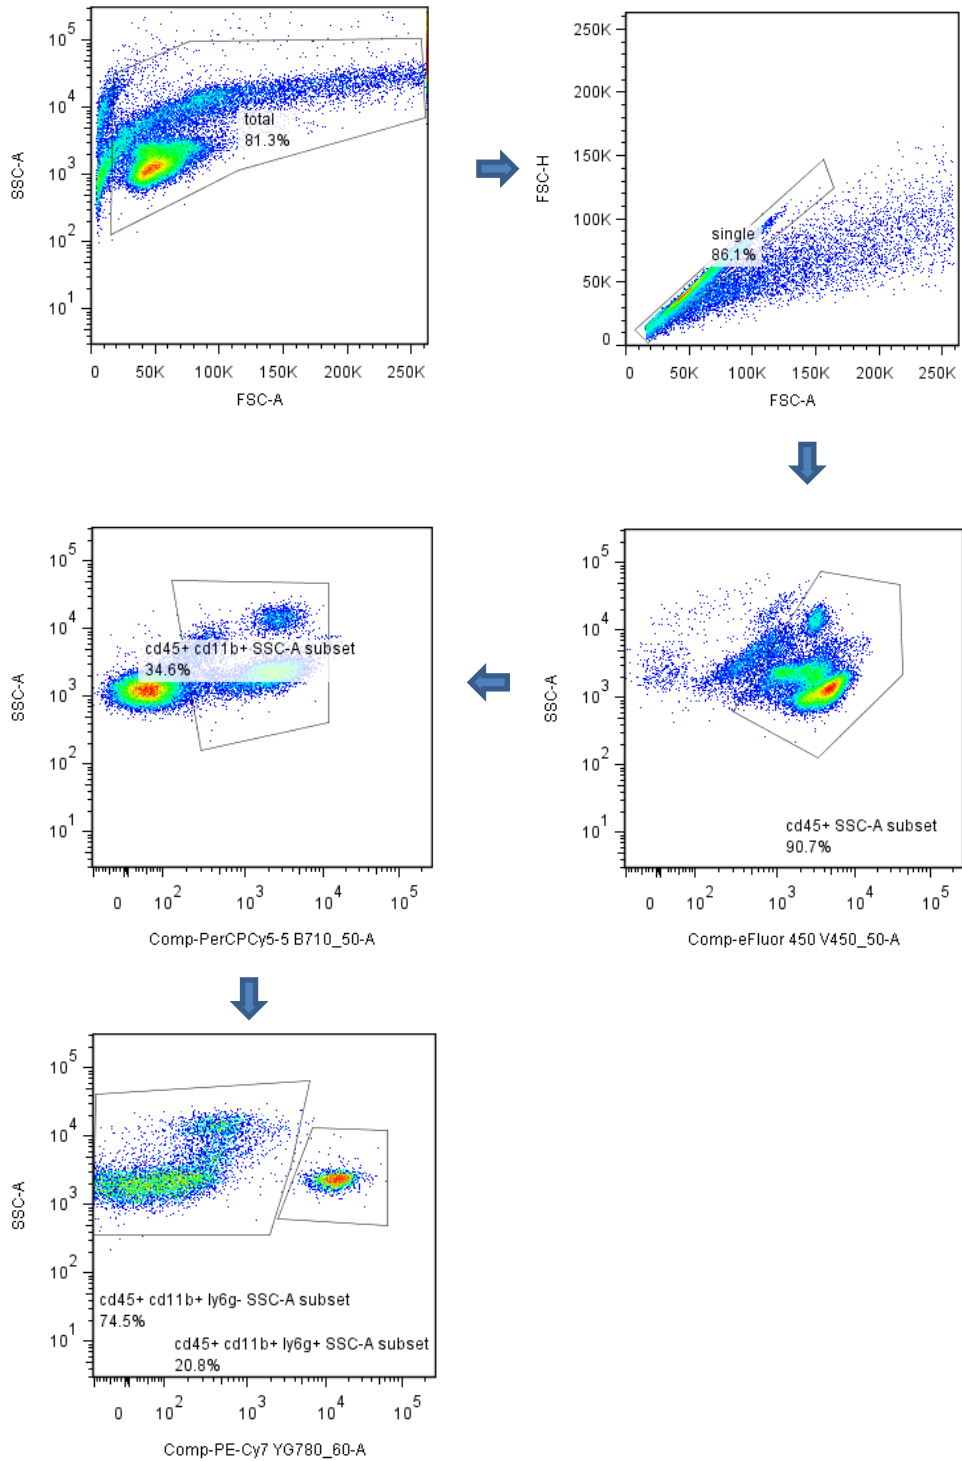 10^5
10^4
10^3
10^2
10^1
SSC-A
total
81.3%
0 50K 100K 150K 200K 250K
FSC-A
250K
200K
150K
100K
50K
0
FSC-H
single
86.1%
0 50K 100K 150K 200K 250K
FSC-A
10^5
10^4
10^3
10^2
10^1
SSC-A
cd45+ cd11b+ SSC-A subset
34.6%
0 10^2 10^3 10^4 10^5
Comp-PerCPCy5-5 B710_50-A
10^5
10^4
10^3
10^2
10^1
SSC-A
cd45+ SSC-A subset
90.7%
0 10^2 10^3 10^4 10^5
Comp-eFluor 450 V450_50-A
10^5
10^4
10^3
10^2
10^1
SSC-A
cd45+ cd11b+ ly6g- SSC-A subset
74.5%
cd45+ cd11b+ ly6g+ SSC-A subset
20.8%
0 10^2 10^3 10^4 10^5
Comp-PE-Cy7 YG780_60-A